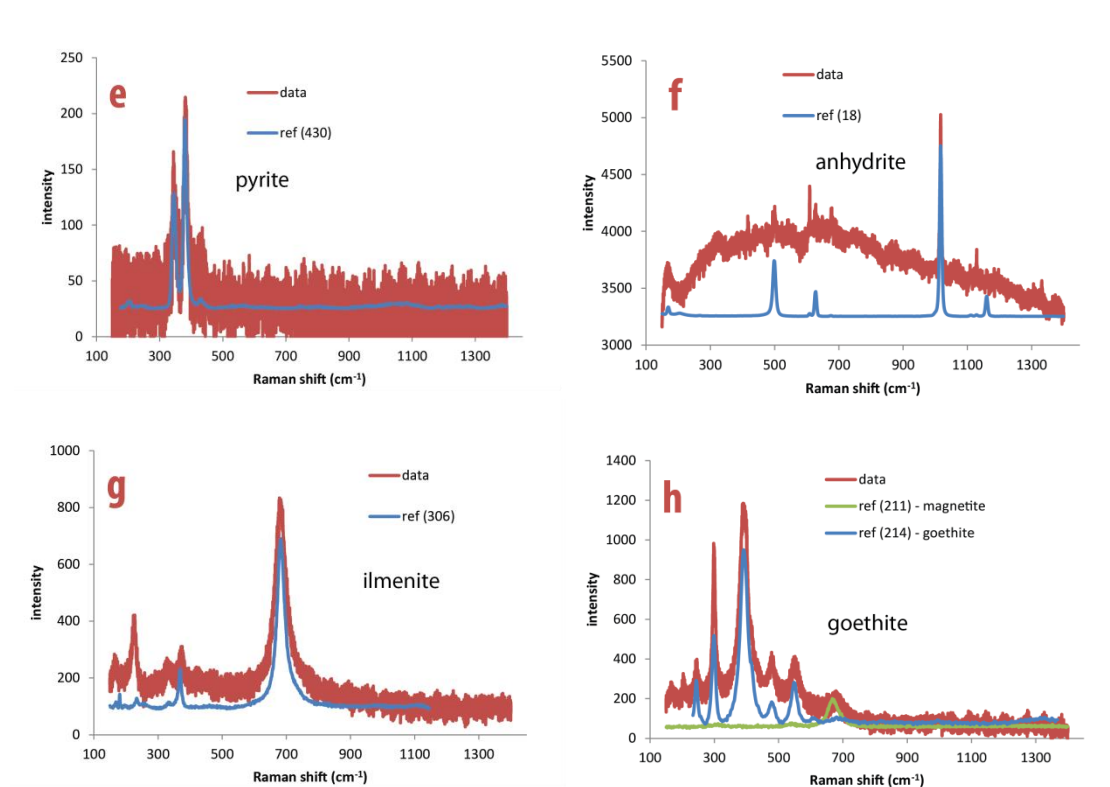 e
250
200
150
100
50
0
intensity
data
ref (430)
pyrite
100 300 500 700 900 1100 1300
Raman shift (cm-1)
f
5500
5000
4500
4000
3500
3000
intensity
data
ref (18)
anhydrite
100 300 500 700 900 1100 1300
Raman shift (cm-1)
g
1000
800
600
400
200
0
intensity
data
ref (306)
ilmenite
100 300 500 700 900 1100 1300
Raman shift (cm-1)
h
1400
1200
1000
800
600
400
200
0
intensity
data
ref (211) - magnetite
ref (214) - goethite
goethite
100 300 500 700 900 1100 1300
Raman shift (cm-1)